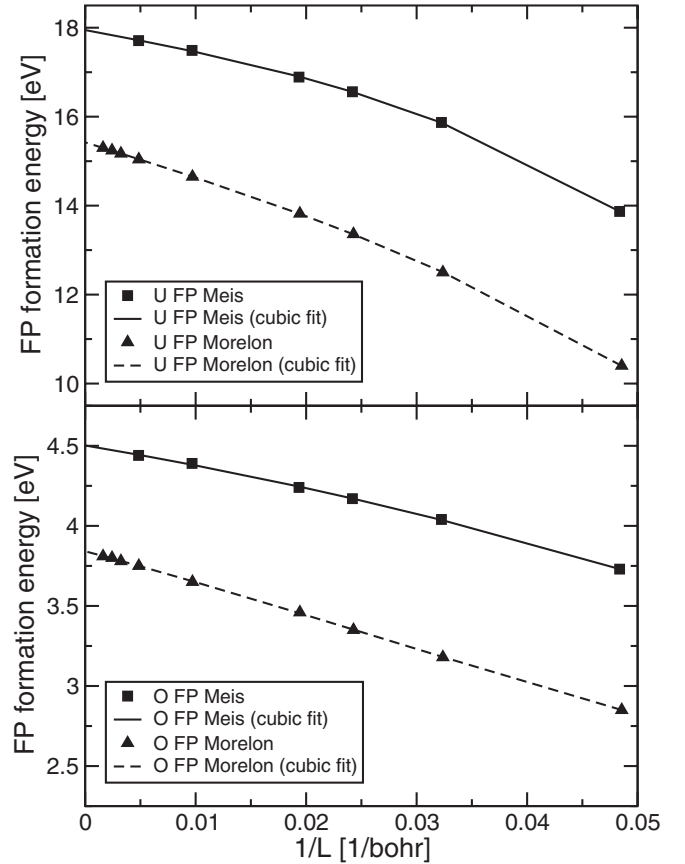 18
16
14
12
10
FP formation energy [eV]
U FP Meis
U FP Meis (cubic fit)
U FP Morelon
U FP Morelon (cubic fit)
4.5
4
3.5
3
2.5
FP formation energy [eV]
O FP Meis
O FP Meis (cubic fit)
O FP Morelon
O FP Morelon (cubic fit)
0 0.01 0.02 0.03 0.04 0.05
1/L [1/bohr]